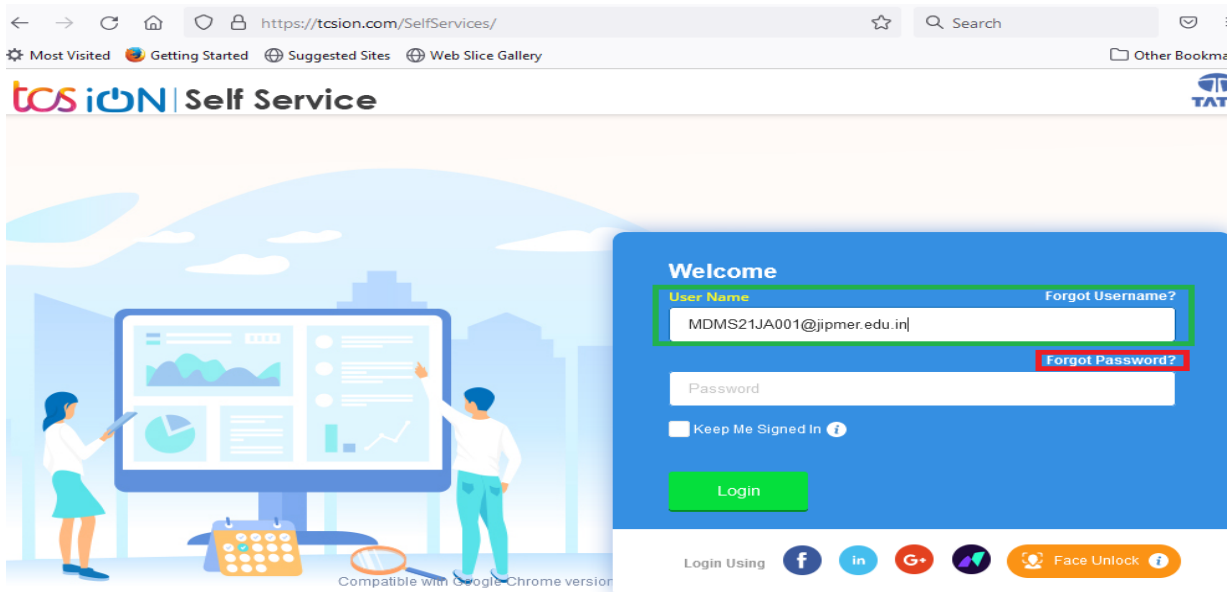 https://tcsion.com/SelfServices/
Search
Most Visited Getting Started Suggested Sites Web Slice Gallery
Other Bookma
tcs iON | Self Service
TAT
Welcome
User Name Forgot Username?
MDMS21JA001@jipmer.edu.in
Forgot Password?
Password
Keep Me Signed In i
Login
Login Using f in G+ Face Unlock i
Compatible with Google Chrome version